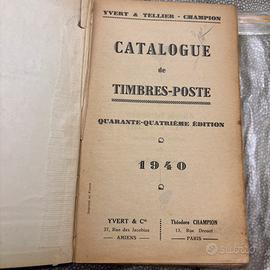 YVERT & TELLIER - CHAMPION
CATALOGUE
de
TIMBRES-POSTE
QUARANTE-QUATRIÈME ÉDITION
1940
YVERT & Cie
37, Rue des Jacobins
AMIENS
Théodore CHAMPION
13, Rue Drouot
PARIS
subito